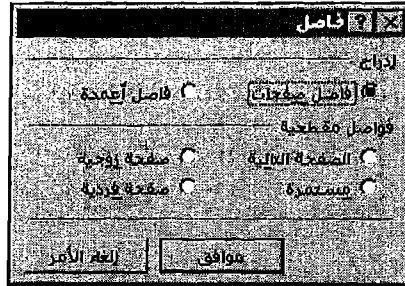 فاصل
إدراج
فاصل صفحات فاصل أعمدة
فواصل مقطعية
الصفحة التالية صفحة زوجية
مستمرة صفحة فردية
موافق إلغاء الأمر